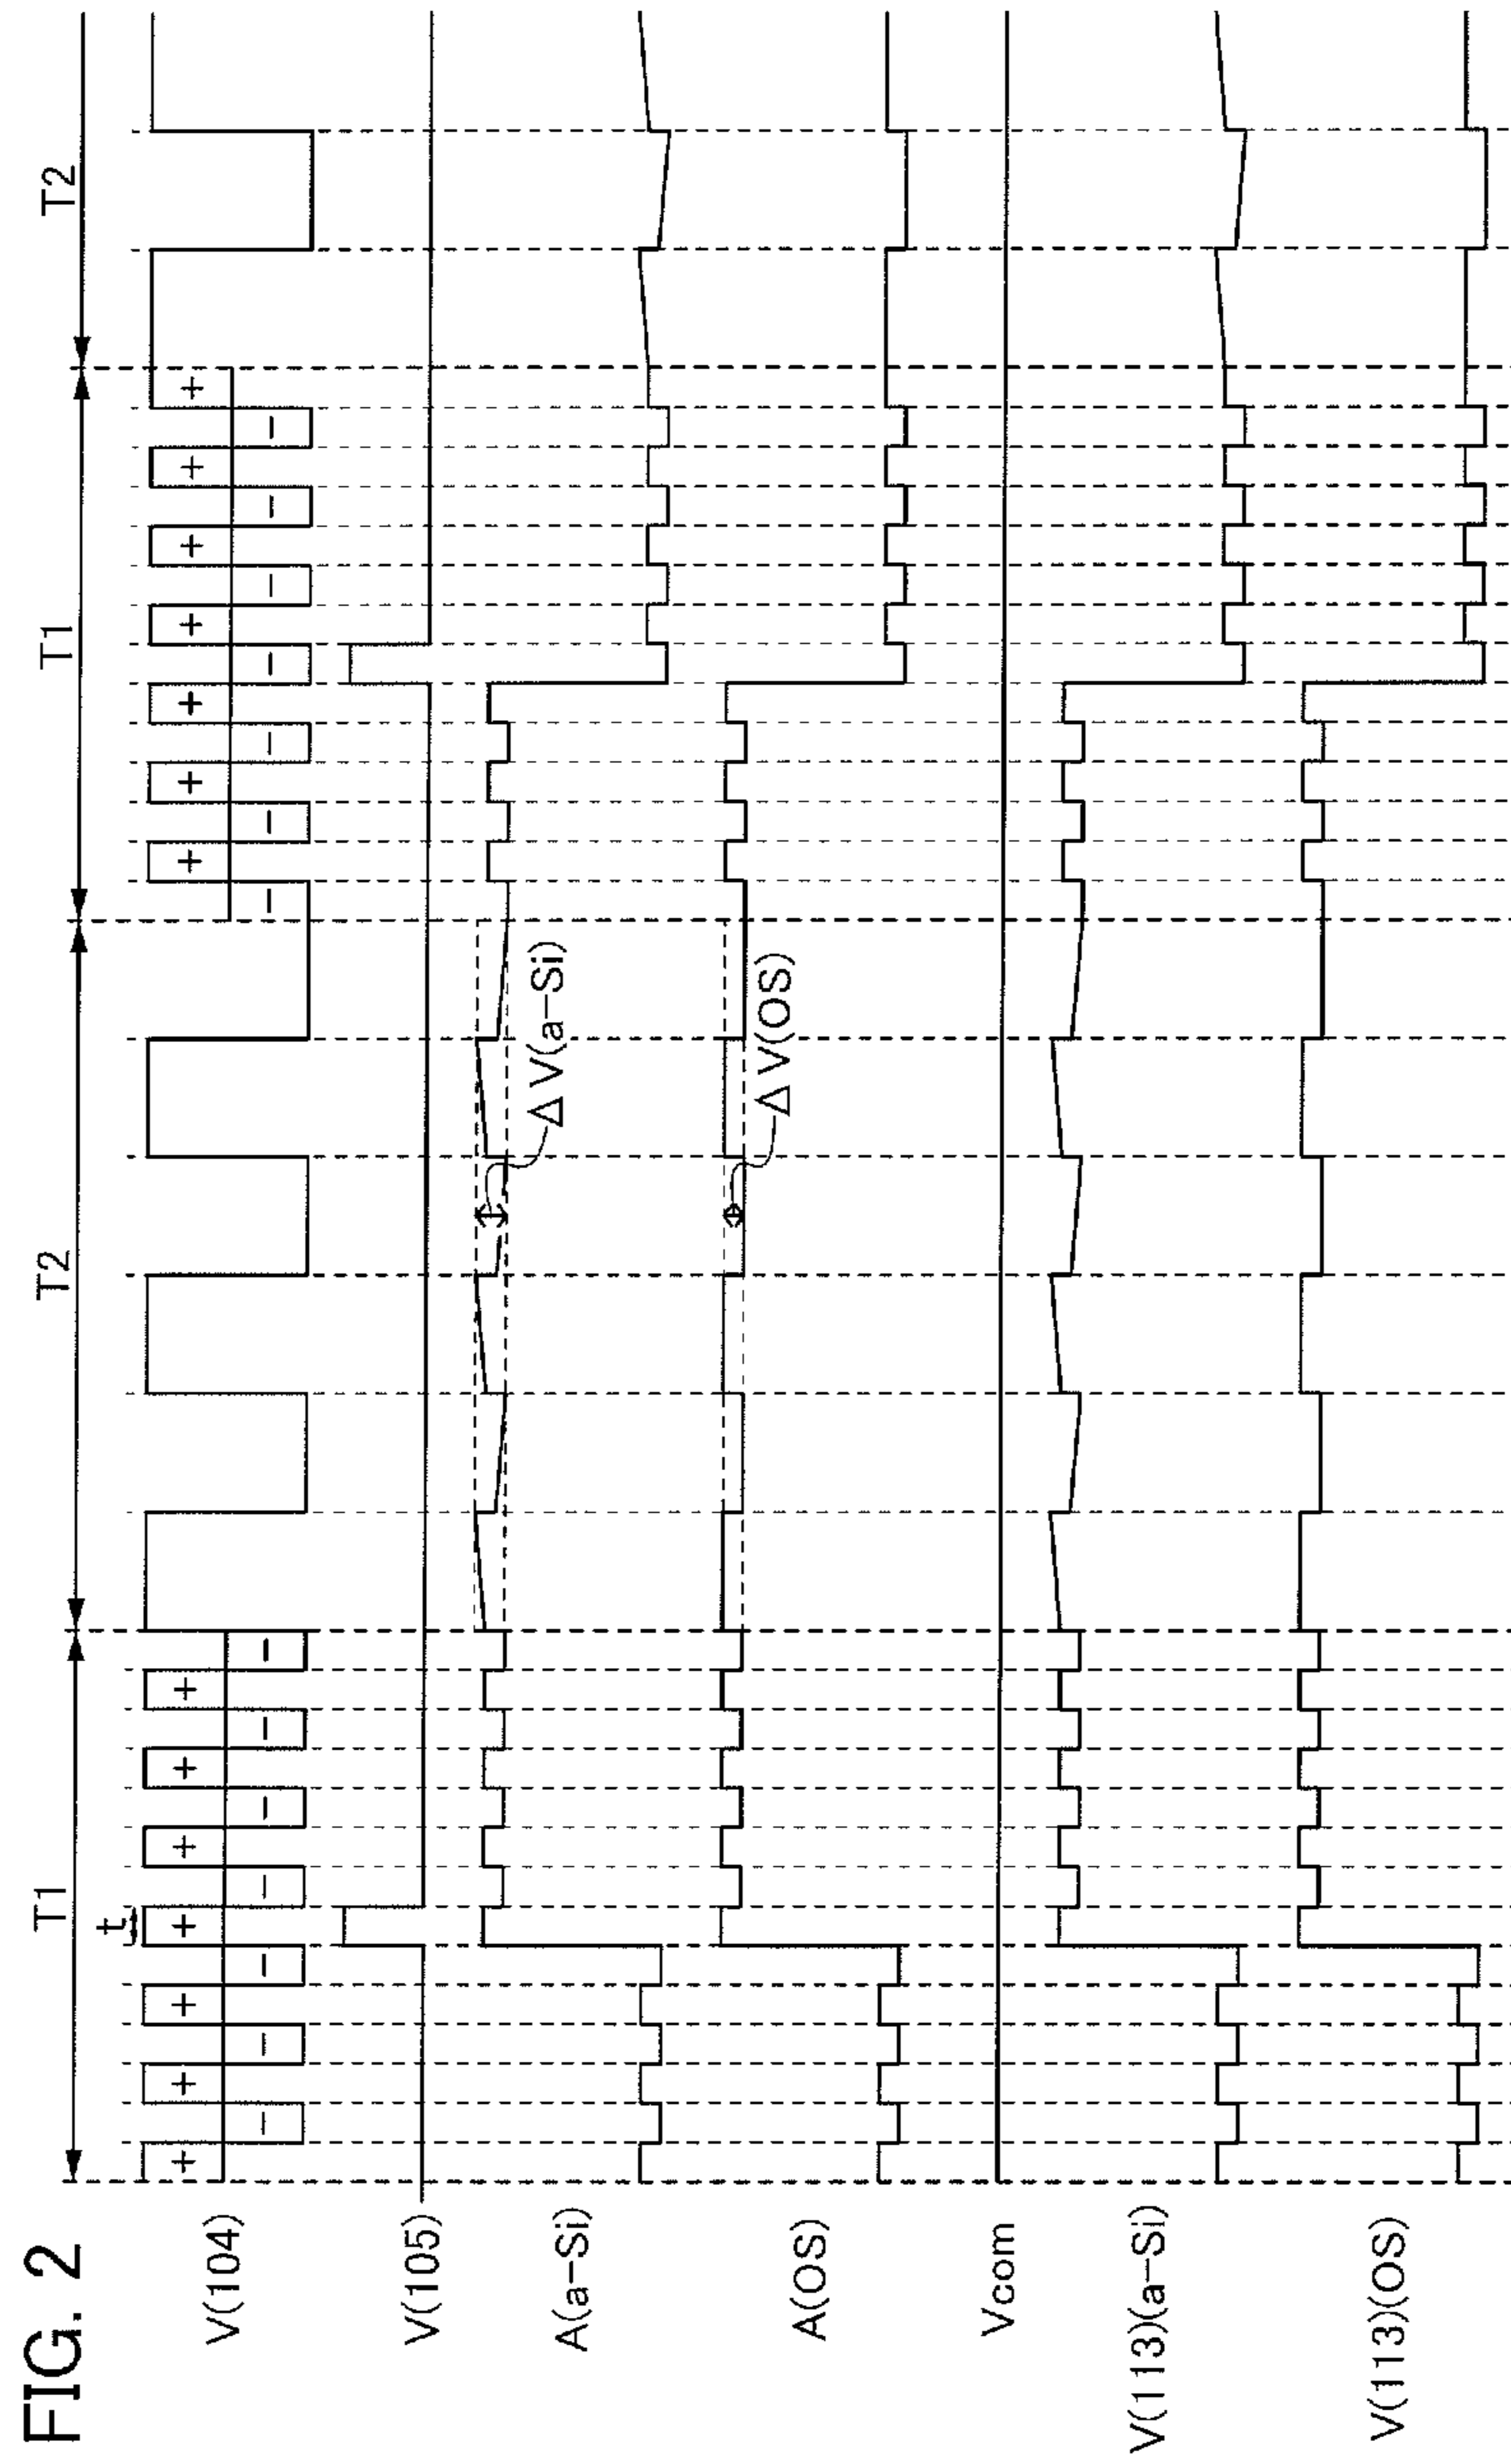 FIG. 2
T1 T2 T1 T2
t
V(104) + − + − + − + − + − + − + − − + − + − + − + − + − + − +
V(105)
A(a-Si)
ΔV(a-Si)
A(OS)
ΔV(OS)
Vcom
V(113)(a-Si)
V(113)(OS)